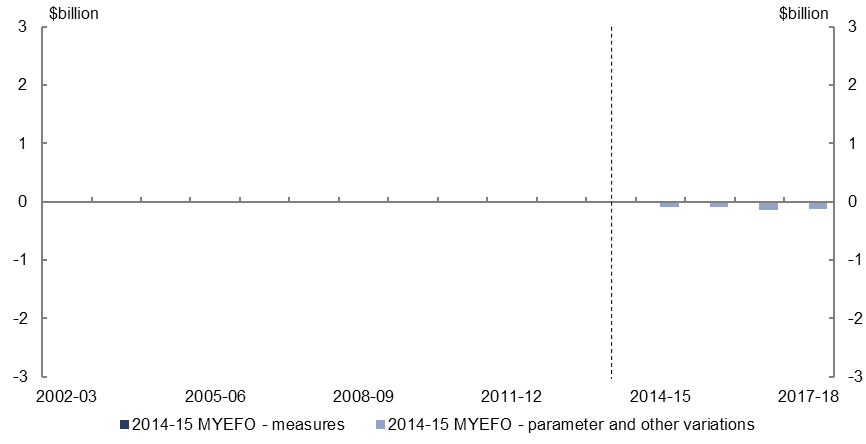 $billion $billion
3 3
2 2
1 1
0 0
-1 -1
-2 -2
-3 -3
2002-03 2005-06 2008-09 2011-12 2014-15 2017-18
2014-15 MYEFO - measures 2014-15 MYEFO - parameter and other variations